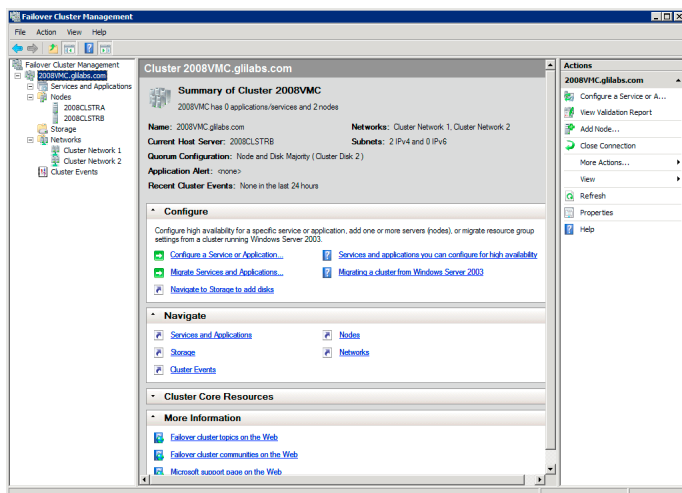 Failover Cluster Management
File Action View Help
Failover Cluster Management
2008VMC.glilabs.com
Services and Applications
Nodes
2008CLSTRA
2008CLSTRB
Storage
Networks
Cluster Network 1
Cluster Network 2
Cluster Events
Cluster 2008VMC.glilabs.com
Summary of Cluster 2008VMC
2008VMC has 0 applications/services and 2 nodes
Name: 2008VMC.glilabs.com Networks: Cluster Network 1, Cluster Network 2
Current Host Server: 2008CLSTRB Subnets: 2 IPv4 and 0 IPv6
Quorum Configuration: Node and Disk Majority (Cluster Disk 2)
Application Alert: <none>
Recent Cluster Events: None in the last 24 hours
Configure
Configure high availability for a specific service or application, add one or more servers (nodes), or migrate resource group
settings from a cluster running Windows Server 2003.
Configure a Service or Application... Services and applications you can configure for high availability
Migrate Services and Applications... Migrating a cluster from Windows Server 2003
Navigate to Storage to add disks
Navigate
Services and Applications Nodes
Storage Networks
Cluster Events
Cluster Core Resources
More Information
Failover cluster topics on the Web
Failover cluster communities on the Web
Microsoft support page on the Web
Actions
2008VMC.glilabs.com
Configure a Service or A...
View Validation Report
Add Node...
Close Connection
More Actions...
View
Refresh
Properties
Help